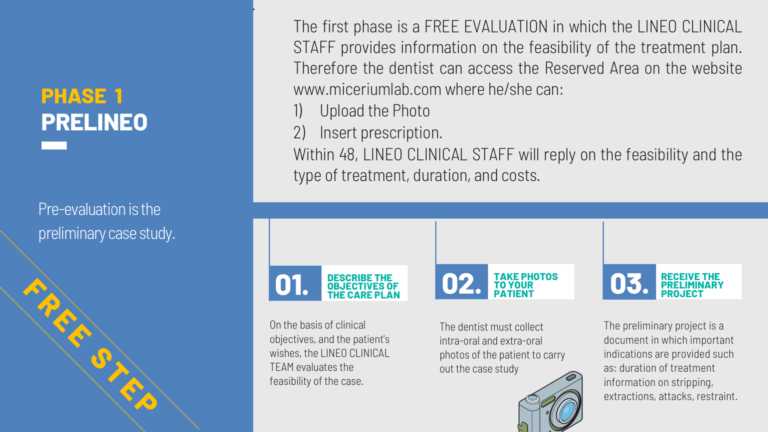 PHASE 1
PRELINEO
Pre-evaluation is the
preliminary case study.
FREE STEP
The first phase is a FREE EVALUATION in which the LINEO CLINICAL
STAFF provides information on the feasibility of the treatment plan.
Therefore the dentist can access the Reserved Area on the website
www.miceriumlab.com where he/she can:
1) Upload the Photo
2) Insert prescription.
Within 48, LINEO CLINICAL STAFF will reply on the feasibility and the
type of treatment, duration, and costs.
01.
DESCRIBE THE
OBJECTIVES OF
THE CARE PLAN
On the basis of clinical
objectives, and the patient's
wishes, the LINEO CLINICAL
TEAM evaluates the
feasibility of the case.
02.
TAKE PHOTOS
TO YOUR
PATIENT
The dentist must collect
intra-oral and extra-oral
photos of the patient to carry
out the case study
03.
RECEIVE THE
PRELIMINARY
PROJECT
The preliminary project is a
document in which important
indications are provided such
as: duration of treatment
information on stripping,
extractions, attacks, restraint.